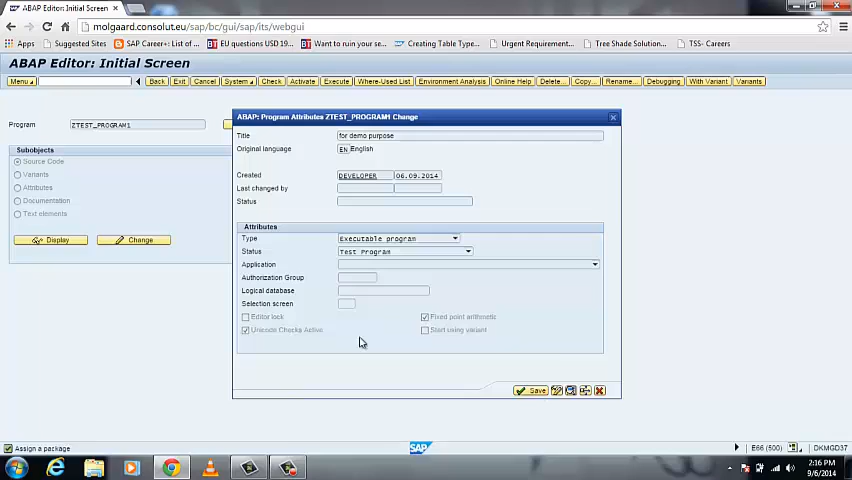 ABAP Editor: Initial Screen
molgaard.consolut.eu/sap/bc/gui/sap/its/webgui
Apps Suggested Sites SAP Career+: List of ... EU questions USD 19... Want to ruin your se... Creating Table Type,... Urgent Requirement... Tree Shade Solution... TSS- Careers
ABAP Editor: Initial Screen
Menu Back Exit Cancel System Check Activate Execute Where-Used List Environment Analysis Online Help Delete... Copy... Rename... Debugging With Variant Variants
ABAP: Program Attributes ZTEST_PROGRAM1 Change
Program ZTEST_PROGRAM1
Title for demo purpose
Original language EN English
Subobjects
Source Code
Variants
Attributes
Documentation
Text elements
Display Change
Created DEVELOPER 06.09.2014
Last changed by
Status
Attributes
Type Executable program
Status Test Program
Application
Authorization Group
Logical database
Selection screen
Editor lock Fixed point arithmetic
Unicode Checks Active Start using variant
Save
Assign a package SAP E66 (500) DKMGD37
2:16 PM
9/6/2014